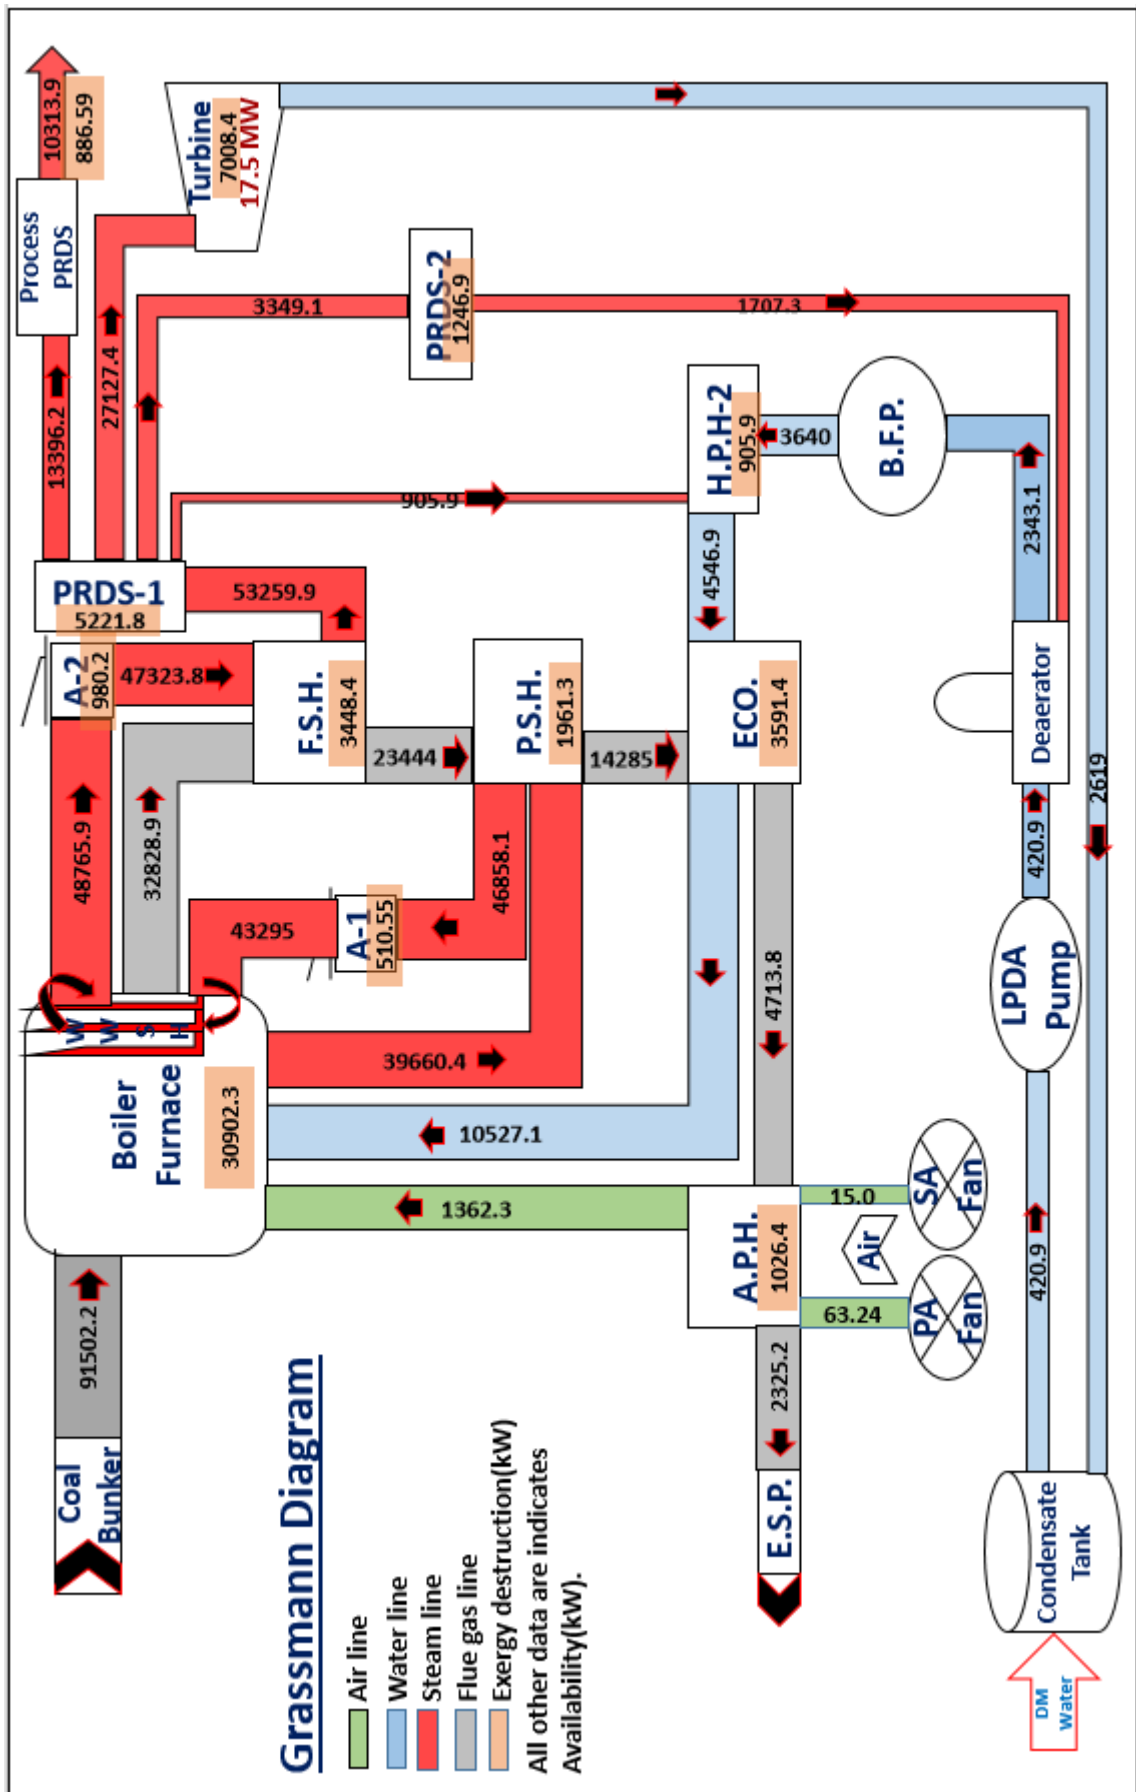 Coal
Bunker
91502.2
Boiler
Furnace
30902.3
W
W
S
H
48765.9
32828.9
43295
39660.4
10527.1
1362.3
A-2
980.2
47323.8
PRDS-1
5221.8
53259.9
F.S.H.
3448.4
23444
P.S.H.
1961.3
14285
46858.1
A-1
510.55
13396.2
Process
PRDS
10313.9
886.59
27127.4
Turbine
7008.4
17.5 MW
3349.1
PRDS-2
1246.9
1707.3
905.9
H.P.H-2
905.9
3640
B.F.P.
2343.1
4546.9
ECO.
3591.4
4713.8
Deaerator
420.9
LPDA
Pump
420.9
2619
A.P.H.
1026.4
15.0
SA
Fan
Air
63.24
PA
Fan
2325.2
E.S.P.
Condensate
Tank
DM
Water
Grassmann Diagram
Air line
Water line
Steam line
Flue gas line
Exergy destruction(kW)
All other data are indicates
Availability(kW).